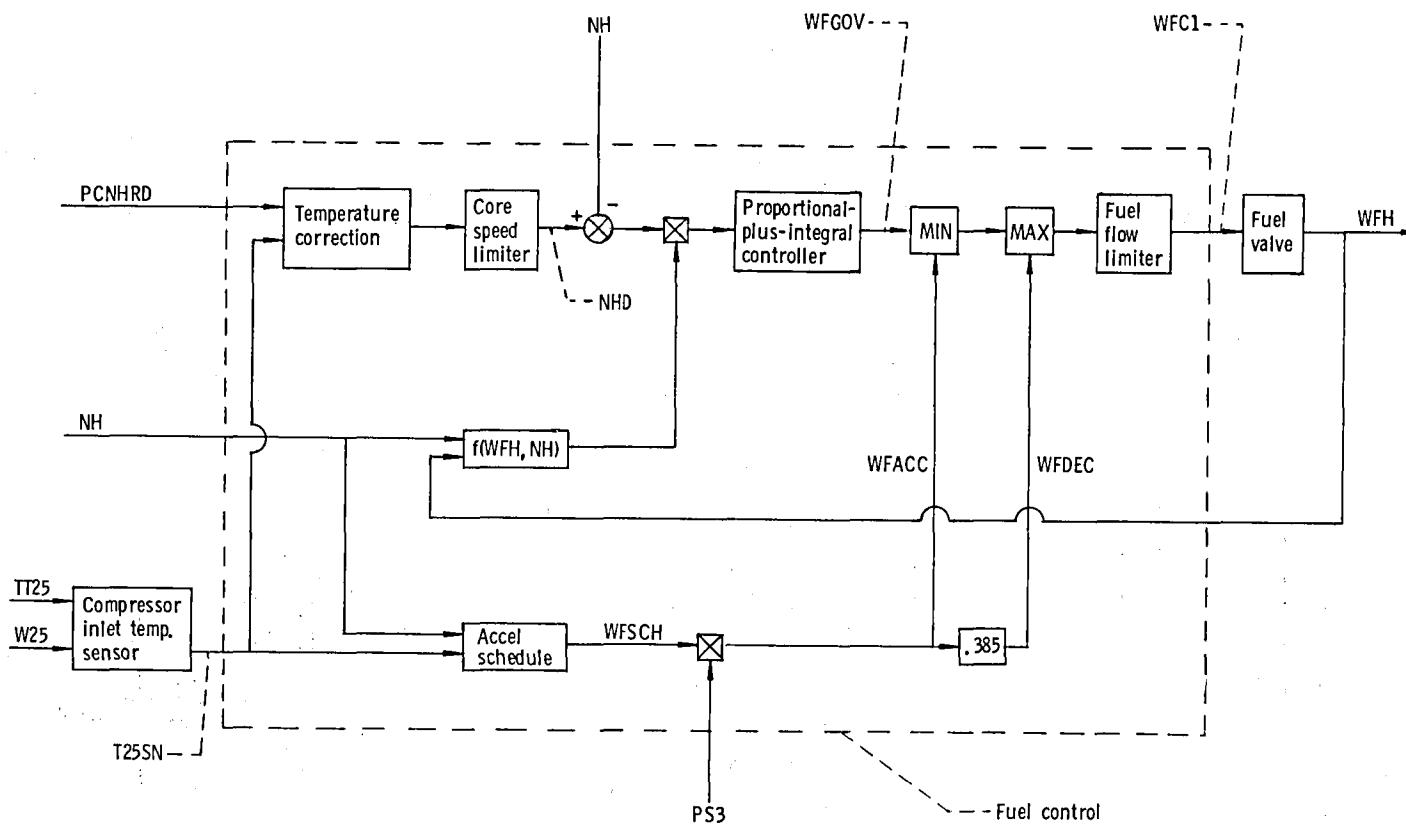 NH
WFGOV
WFC1
PCNHRD
Temperature
correction
Core
speed
limiter
+
−
NHD
Proportional-
plus-integral
controller
MIN
MAX
Fuel
flow
limiter
Fuel
valve
WFH
NH
f(WFH, NH)
WFACC
WFDEC
TT25
W25
Compressor
inlet temp.
sensor
T25SN
Accel
schedule
WFSCH
.385
PS3
Fuel control